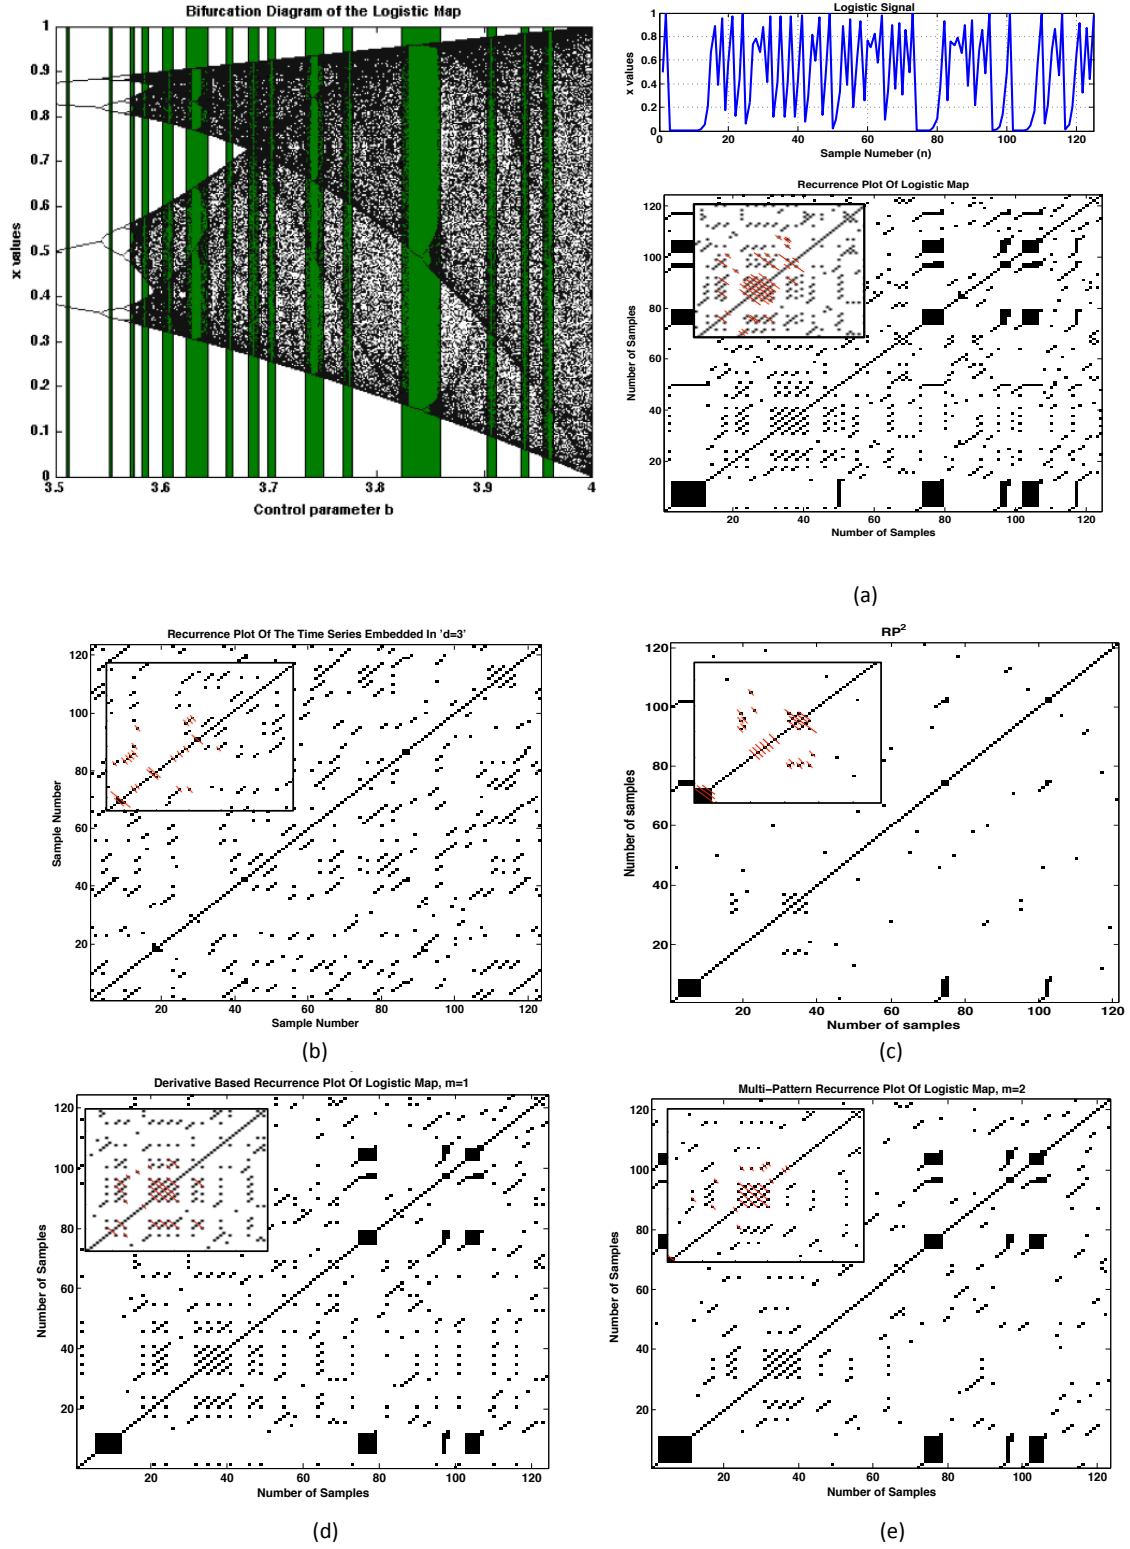 Bifurcation Diagram of the Logistic Map
1
0.9
0.8
0.7
0.6
0.5
0.4
0.3
0.2
0.1
0
x values
3.5 3.6 3.7 3.8 3.9 4
Control parameter b
Logistic Signal
1
0.8
0.6
0.4
0.2
0
x values
0 20 40 60 80 100 120
Sample Numeber (n)
Recurrence Plot Of Logistic Map
120
100
80
60
40
20
Number of Samples
20 40 60 80 100 120
Number of Samples
(a)
Recurrence Plot Of The Time Series Embedded In 'd=3'
120
100
80
60
40
20
Sample Number
20 40 60 80 100 120
Sample Number
(b)
RP²
120
100
80
60
40
20
Number of samples
20 40 60 80 100 120
Number of samples
(c)
Derivative Based Recurrence Plot Of Logistic Map, m=1
120
100
80
60
40
20
Number of Samples
20 40 60 80 100 120
Number of Samples
(d)
Multi-Pattern Recurrence Plot Of Logistic Map, m=2
120
100
80
60
40
20
Number of Samples
20 40 60 80 100 120
Number of Samples
(e)